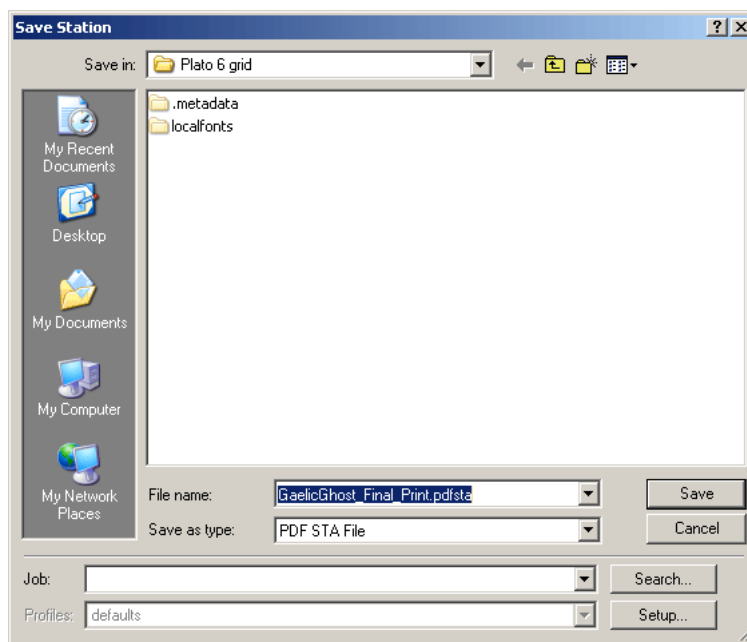 Save Station
Save in:
Plato 6 grid
.metadata
localfonts
My Recent
Documents
Desktop
My Documents
My Computer
My Network
Places
File name:
GaelicGhost_Final_Print.pdfsta
Save
Save as type:
PDF STA File
Cancel
Job:
Search...
Profiles:
defaults
Setup...